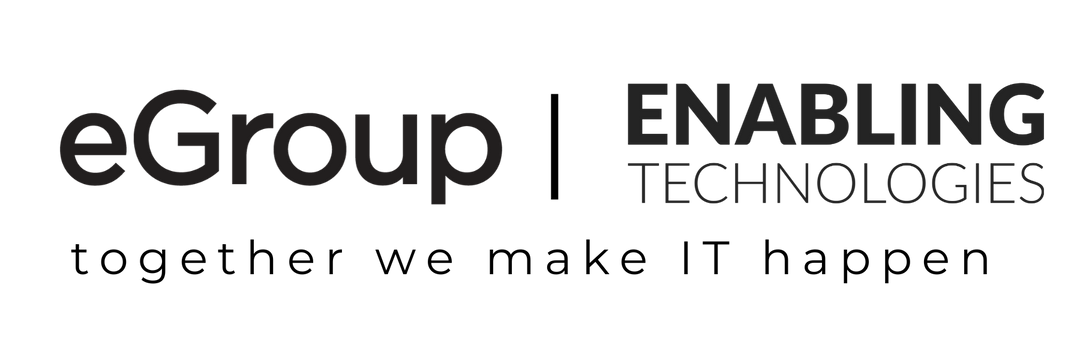 eGroup | ENABLING
TECHNOLOGIES
together we make IT happen